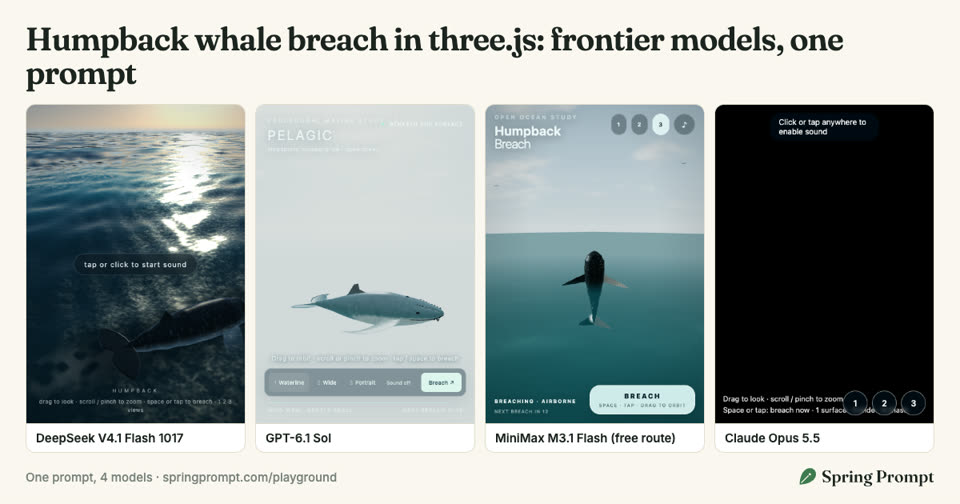 Humpback whale breach in three.js: frontier models, one
prompt
tap or click to start sound
HUMPBACK
drag to look · scroll / pinch to zoom · space or tap to breach · 1 2 3
views
DeepSeek V4.1 Flash 1017
PELAGIC
Drag to look · scroll or pinch to zoom · tap / space to breach
Waterline
Wide
Portrait
Sound off
Breach ↗
GPT-6.1 Sol
OPEN OCEAN STUDY
Humpback
Breach
1
2
3
♪
BREACHING · AIRBORNE
NEXT BREACH IN 12
BREACH
SPACE · TAP · DRAG TO ORBIT
MiniMax M3.1 Flash (free route)
Click or tap anywhere to
enable sound
Drag to look · scroll / pinch to zoom
Space or tap: breach now · 1 surface
1
2
3
Claude Opus 5.5
One prompt, 4 models · springprompt.com/playground
Spring Prompt